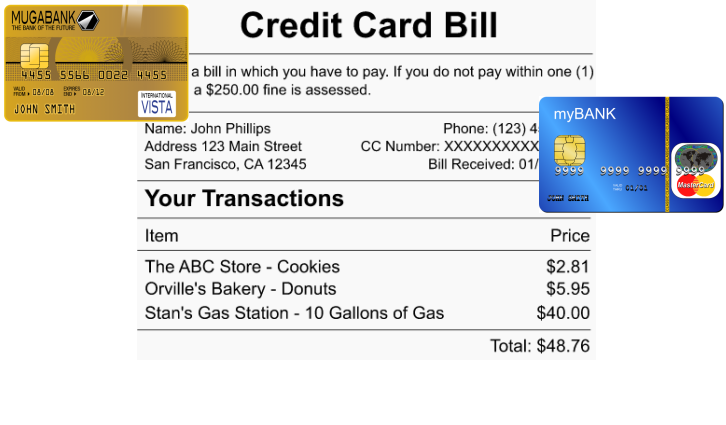 Credit Card Bill
MUGABANK
THE BANK OF THE FUTURE
4455 5566 0022 4455
VALID FROM 08/08 EXPIRES END 08/12
JOHN SMITH
INTERNATIONAL
VISTA
a bill in which you have to pay. If you do not pay within one (1)
a $250.00 fine is assessed.
myBANK
9999 9999 9999 9999
01/01
JOHN SMITH
MasterCard
Name: John Phillips Phone: (123) 4
Address 123 Main Street CC Number: XXXXXXXXXX
San Francisco, CA 12345 Bill Received: 01/
Your Transactions
Item Price
The ABC Store - Cookies $2.81
Orville's Bakery - Donuts $5.95
Stan's Gas Station - 10 Gallons of Gas $40.00
Total: $48.76